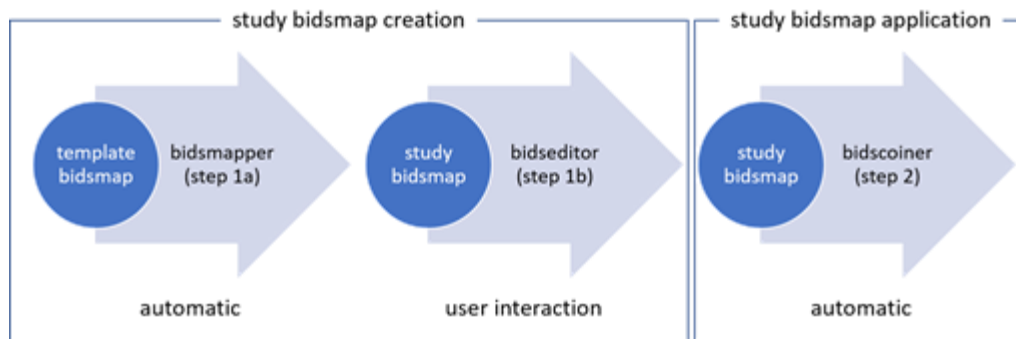 study bidsmap creation
study bidsmap application
template
bidsmap
bidsmapper
(step 1a)
study
bidsmap
bidseditor
(step 1b)
study
bidsmap
bidscoiner
(step 2)
automatic
user interaction
automatic